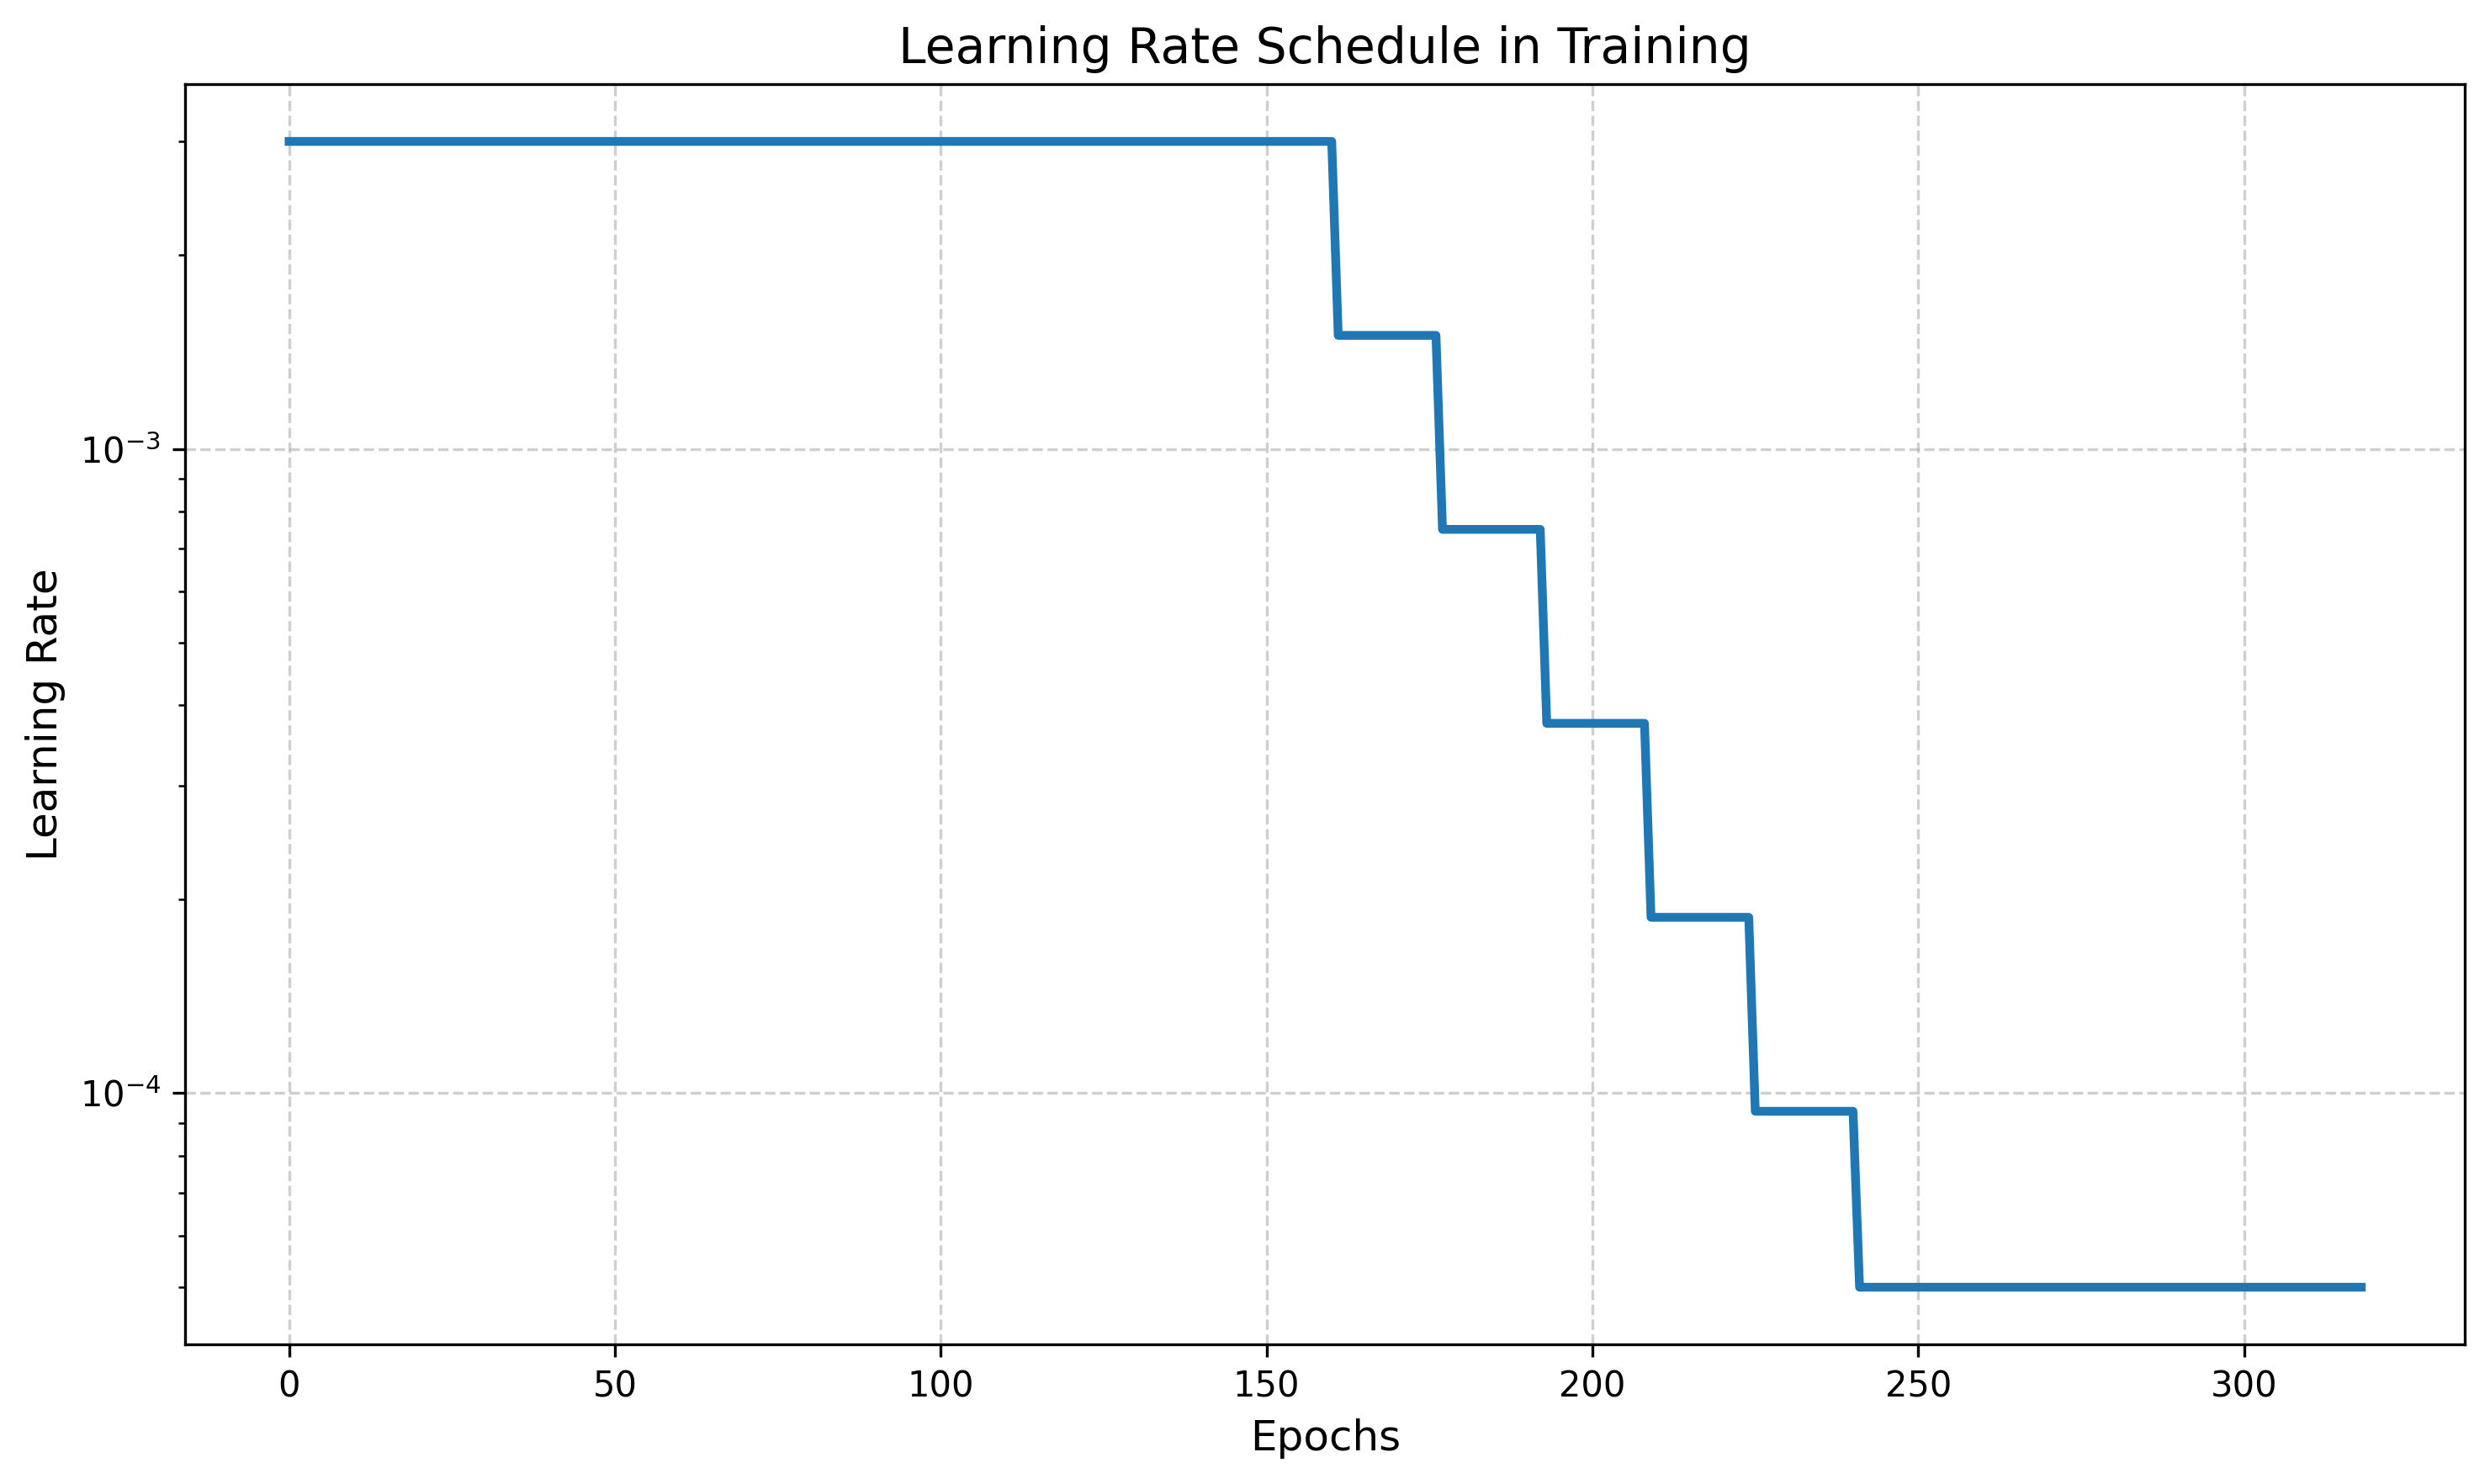 Learning Rate Schedule in Training
Learning Rate
10⁻³
10⁻⁴
0 50 100 150 200 250 300
Epochs